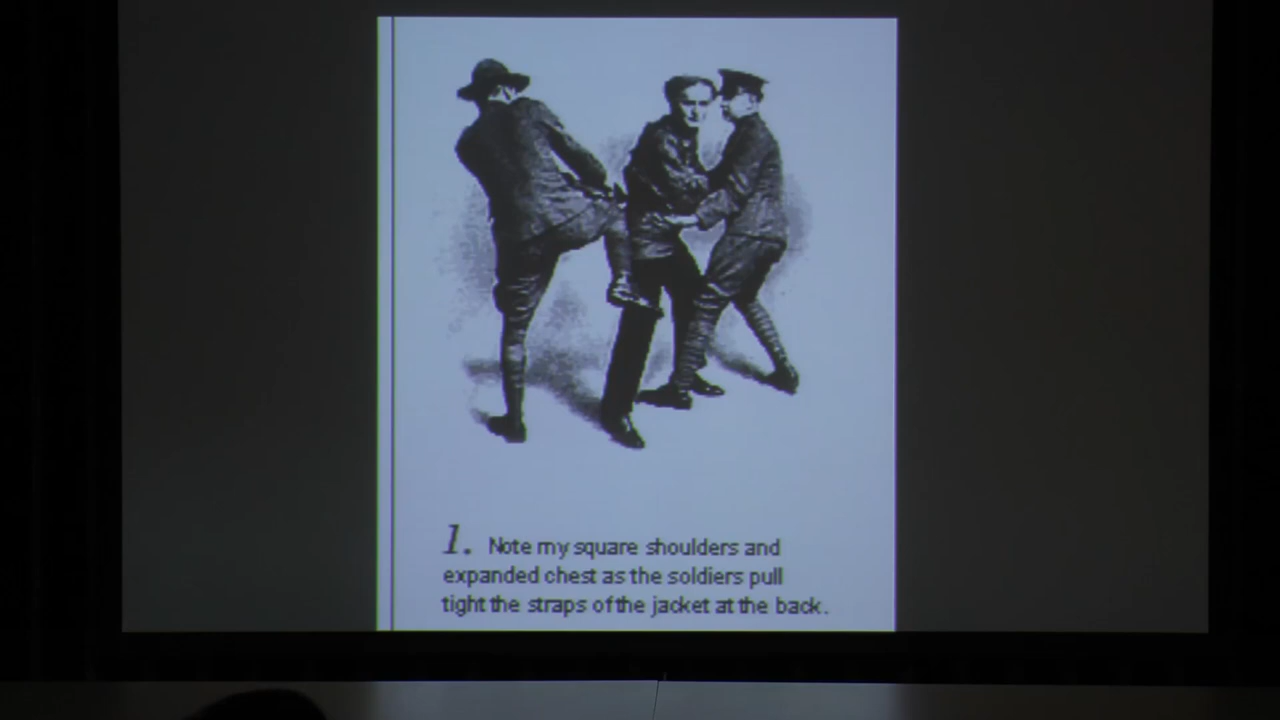 1. Note my square shoulders and
expanded chest as the soldiers pull
tight the straps of the jacket at the back.